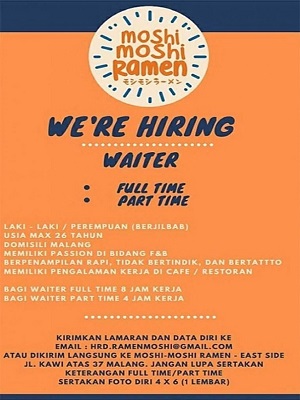 moshi
moshi
Ramen
モシモシラーメン
WE'RE HIRING
WAITER
• FULL TIME
• PART TIME
LAKI - LAKI / PEREMPUAN (BERJILBAB)
USIA MAX 26 TAHUN
DOMISILI MALANG
MEMILIKI PASSION DI BIDANG F&B
BERPENAMPILAN RAPI, TIDAK BERTINDIK, DAN BERTATTTO
MEMILIKI PENGALAMAN KERJA DI CAFE / RESTORAN
BAGI WAITER FULL TIME 8 JAM KERJA
BAGI WAITER PART TIME 4 JAM KERJA
KIRIMKAN LAMARAN DAN DATA DIRI KE
EMAIL : HRD.RAMENMOSHI@GMAIL.COM
ATAU DIKIRIM LANGSUNG KE MOSHI-MOSHI RAMEN - EAST SIDE
JL. KAWI ATAS 37 MALANG. JANGAN LUPA SERTAKAN
KETERANGAN FULL TIME/PART TIME
SERTAKAN FOTO DIRI 4 X 6 (1 LEMBAR)